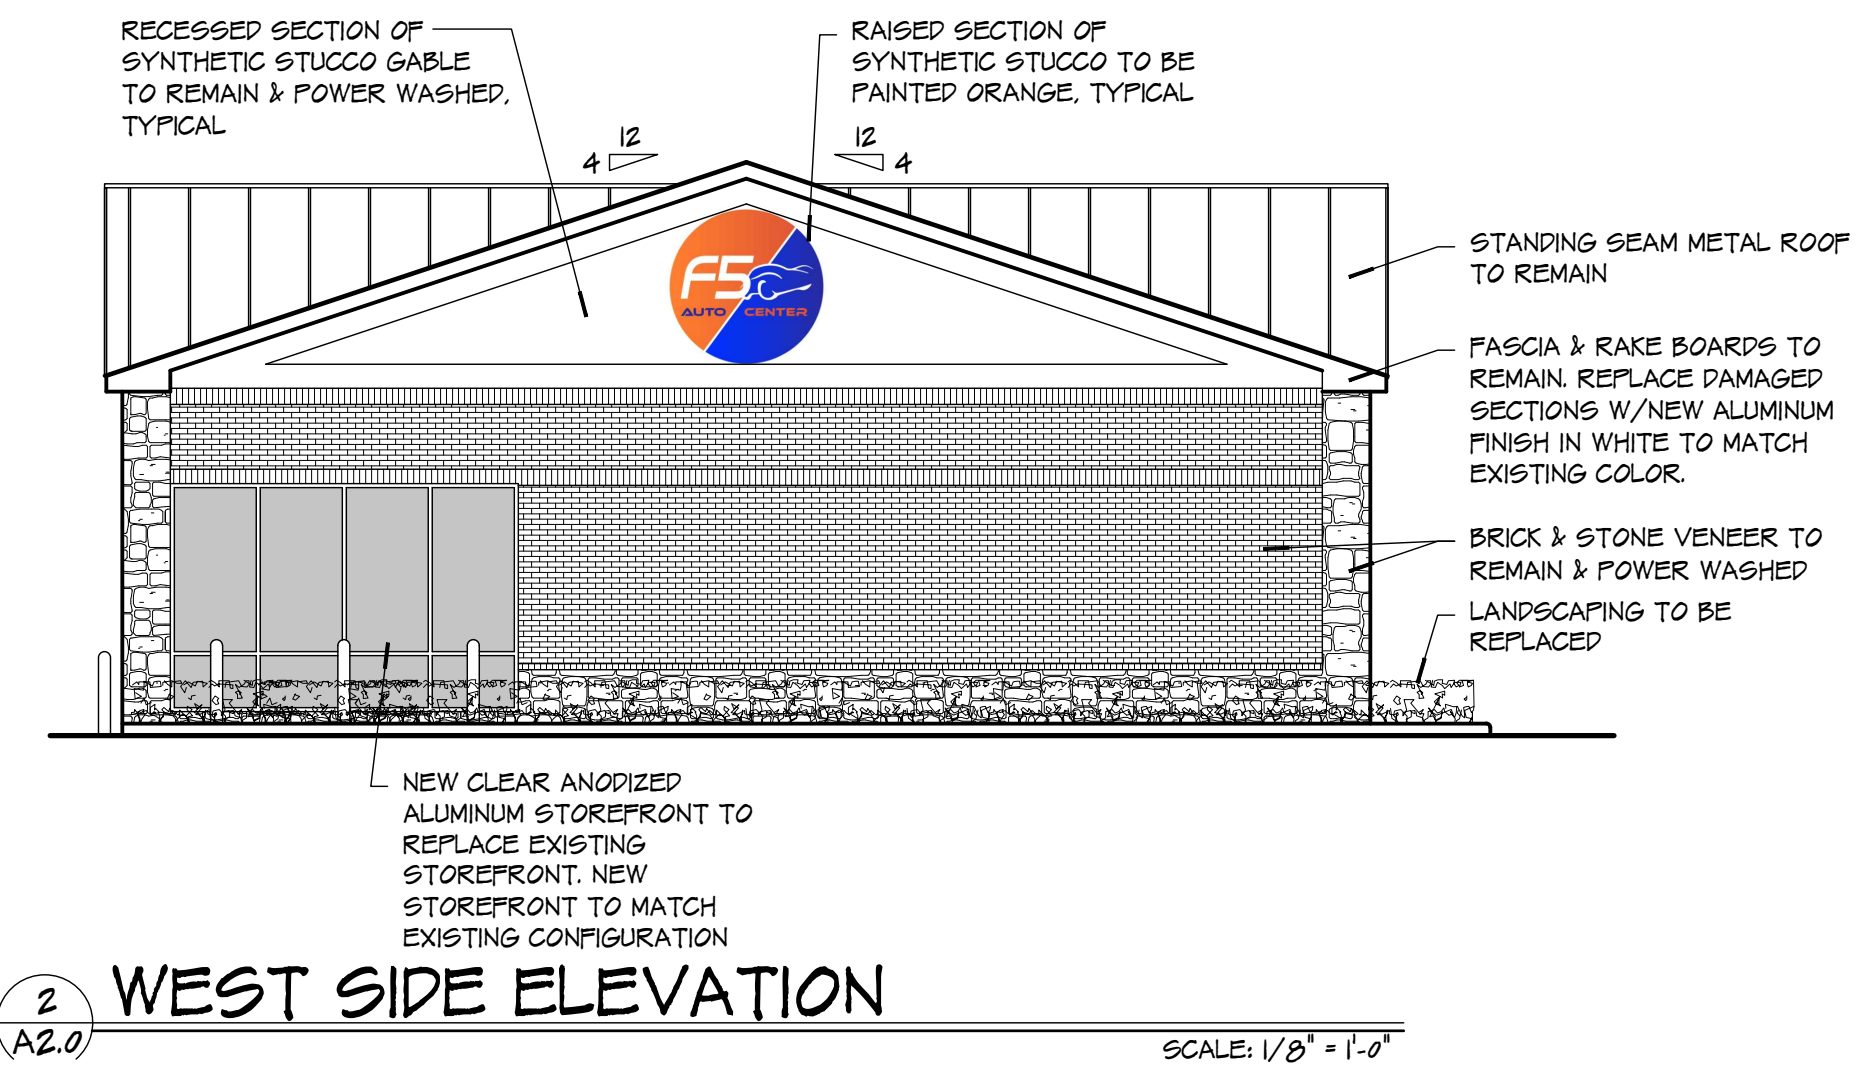 RECESSED SECTION OF
SYNTHETIC STUCCO GABLE
TO REMAIN & POWER WASHED,
TYPICAL
RAISED SECTION OF
SYNTHETIC STUCCO TO BE
PAINTED ORANGE, TYPICAL
12
4
12
4
F5
AUTO CENTER
STANDING SEAM METAL ROOF
TO REMAIN
FASCIA & RAKE BOARDS TO
REMAIN. REPLACE DAMAGED
SECTIONS W/NEW ALUMINUM
FINISH IN WHITE TO MATCH
EXISTING COLOR.
BRICK & STONE VENEER TO
REMAIN & POWER WASHED
LANDSCAPING TO BE
REPLACED
NEW CLEAR ANODIZED
ALUMINUM STOREFRONT TO
REPLACE EXISTING
STOREFRONT. NEW
STOREFRONT TO MATCH
EXISTING CONFIGURATION
2
A2.0
WEST SIDE ELEVATION
SCALE: 1/8" = 1'-0"